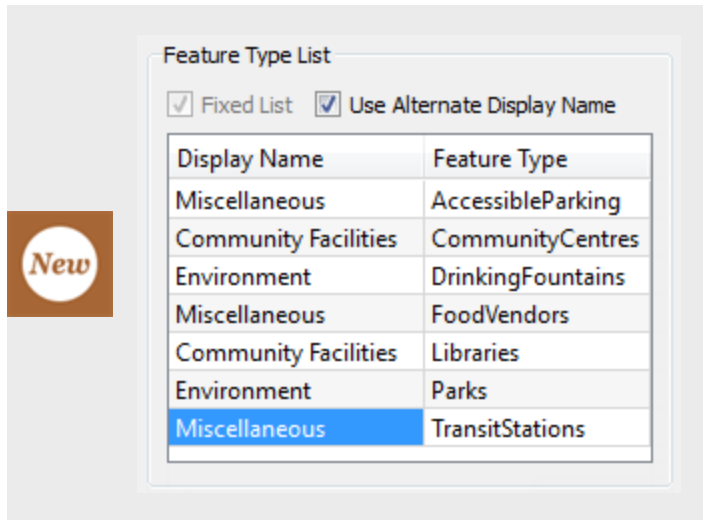 Feature Type List
Fixed List Use Alternate Display Name
Display Name Feature Type
Miscellaneous AccessibleParking
Community Facilities CommunityCentres
New
Environment DrinkingFountains
Miscellaneous FoodVendors
Community Facilities Libraries
Environment Parks
Miscellaneous TransitStations